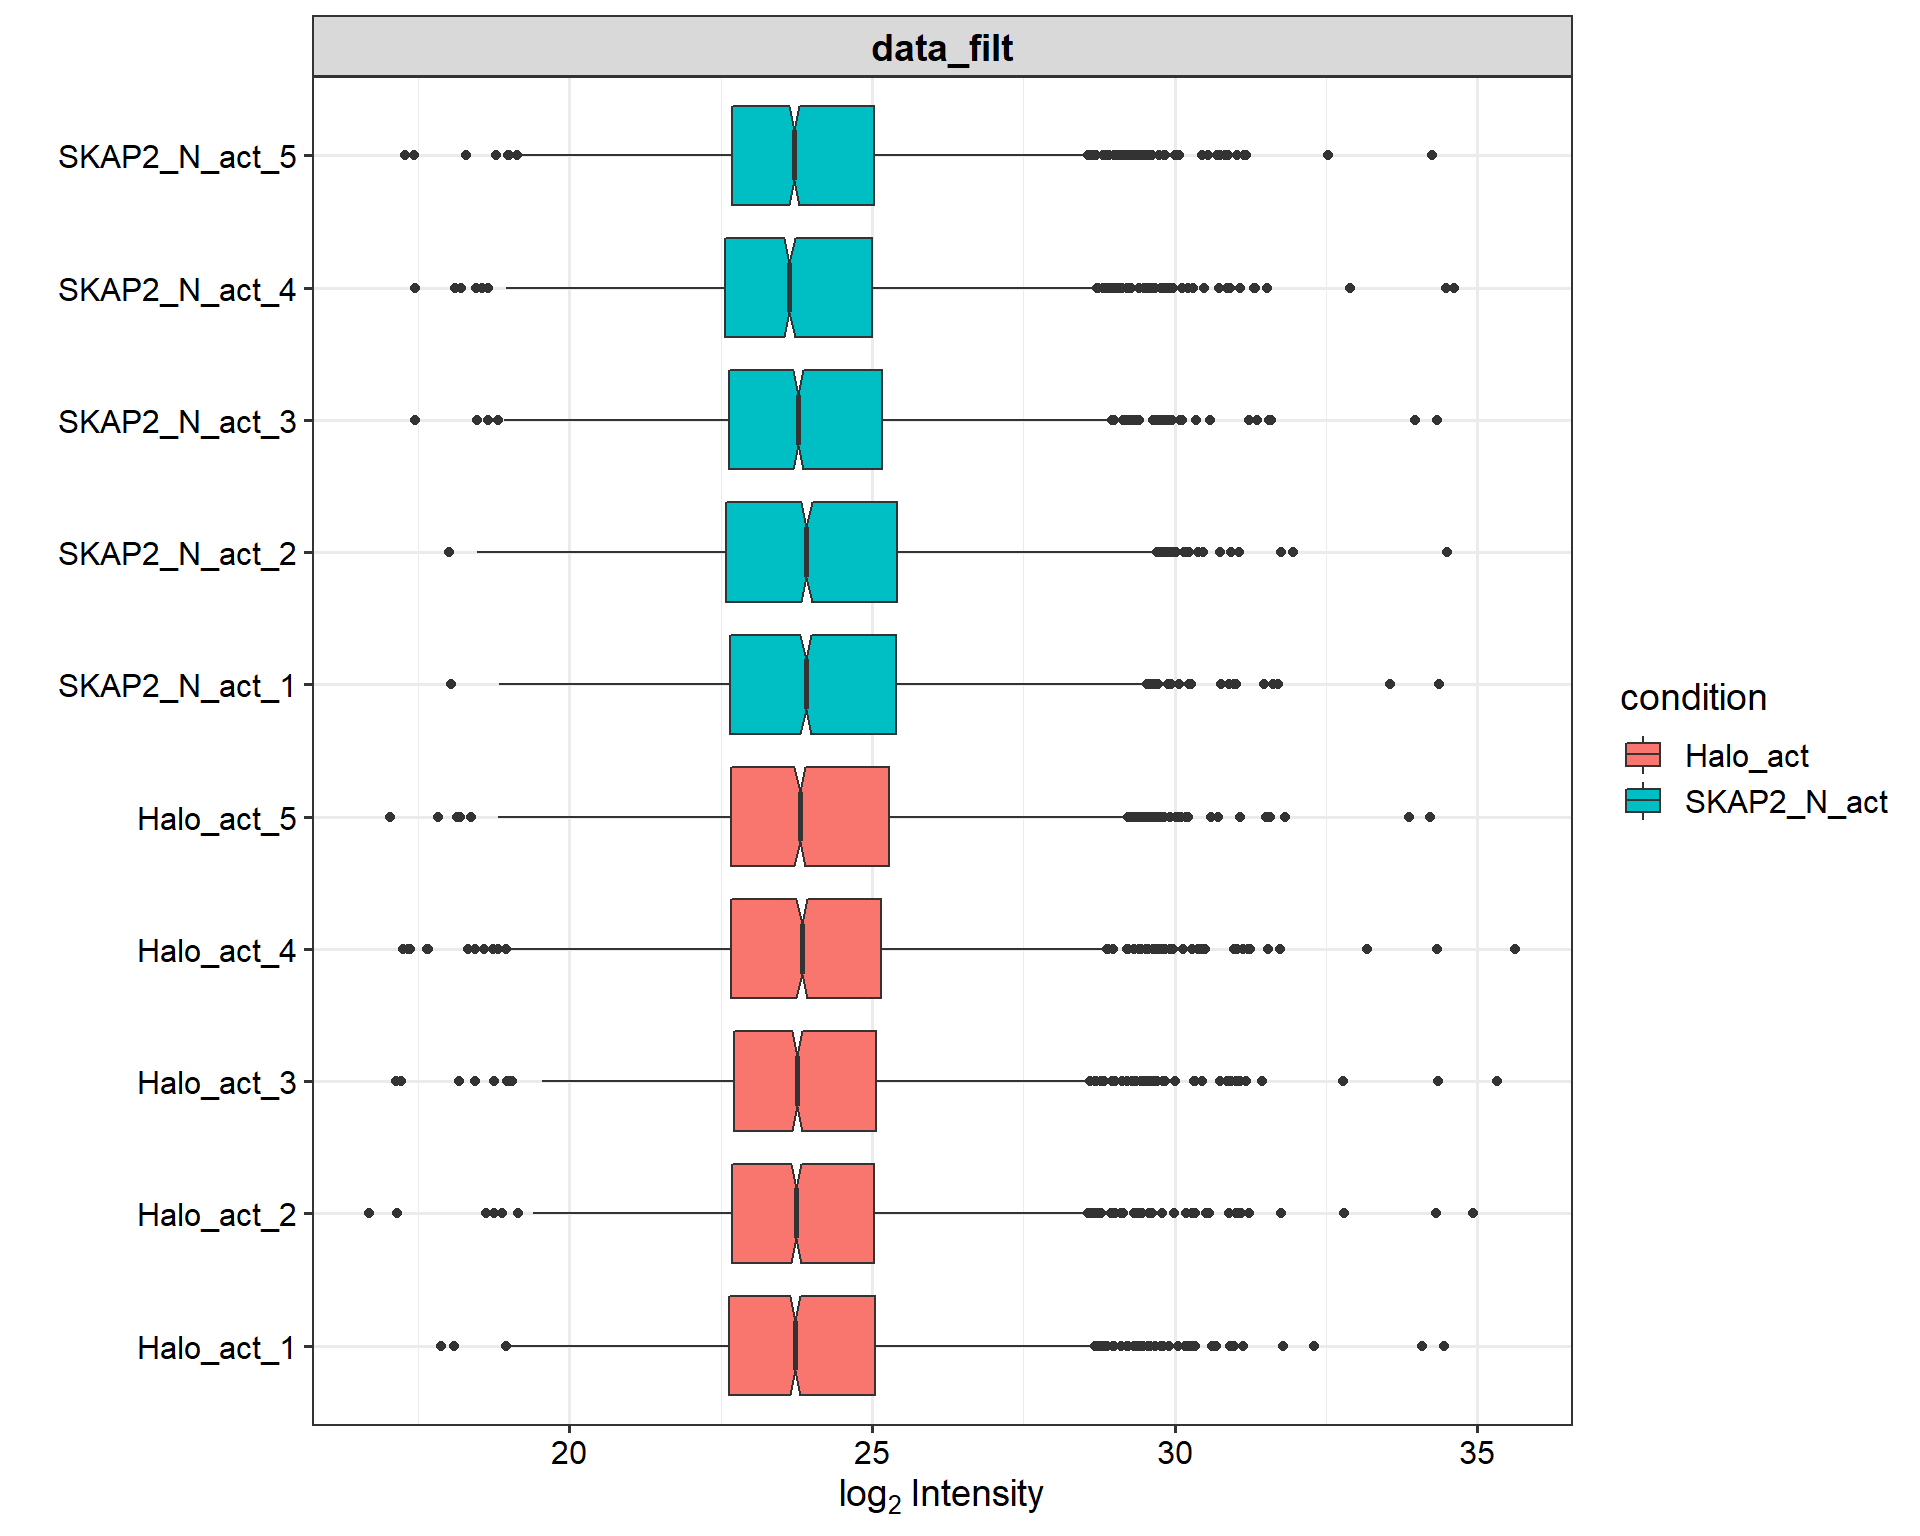 data_filt
SKAP2_N_act_5
SKAP2_N_act_4
SKAP2_N_act_3
SKAP2_N_act_2
SKAP2_N_act_1
Halo_act_5
Halo_act_4
Halo_act_3
Halo_act_2
Halo_act_1
20 25 30 35
log₂ Intensity
condition
Halo_act
SKAP2_N_act